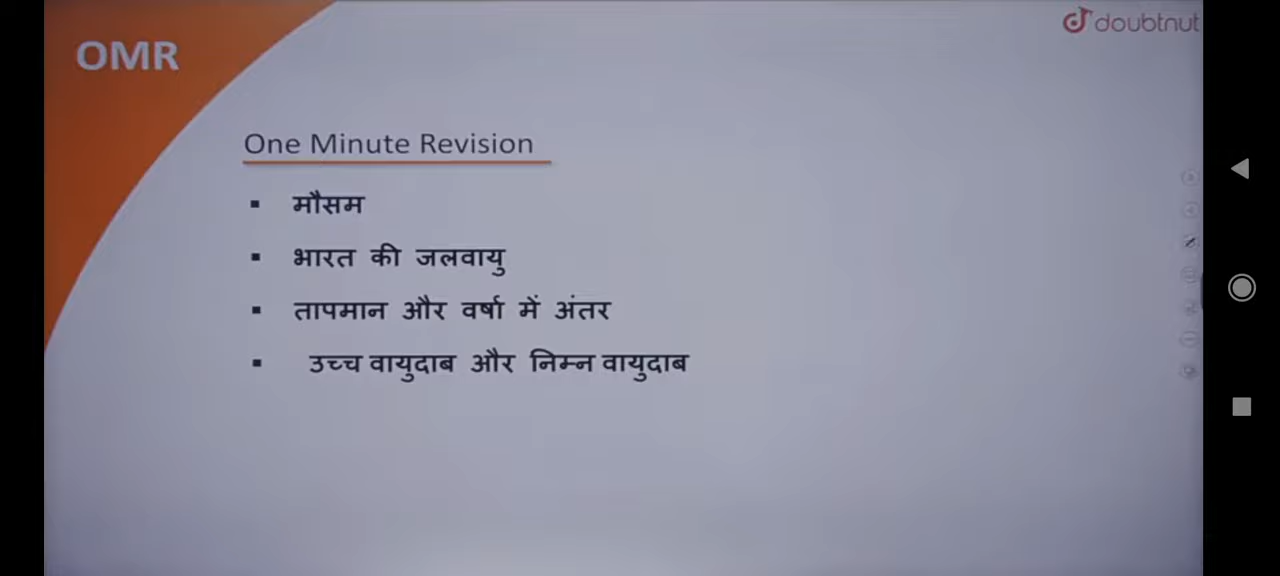 OMR
doubtnut
One Minute Revision
▪ मौसम
▪ भारत की जलवायु
▪ तापमान और वर्षा में अंतर
▪ उच्च वायुदाब और निम्न वायुदाब